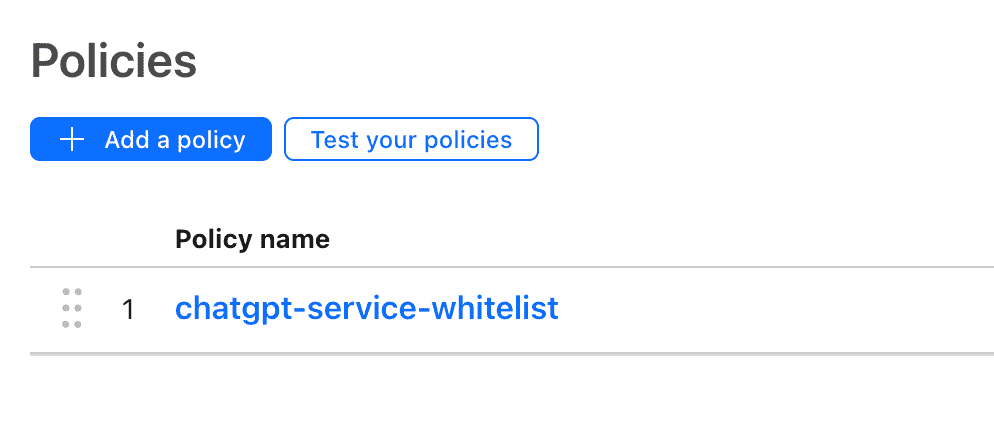 Policies
+ Add a policy Test your policies
Policy name
1 chatgpt-service-whitelist